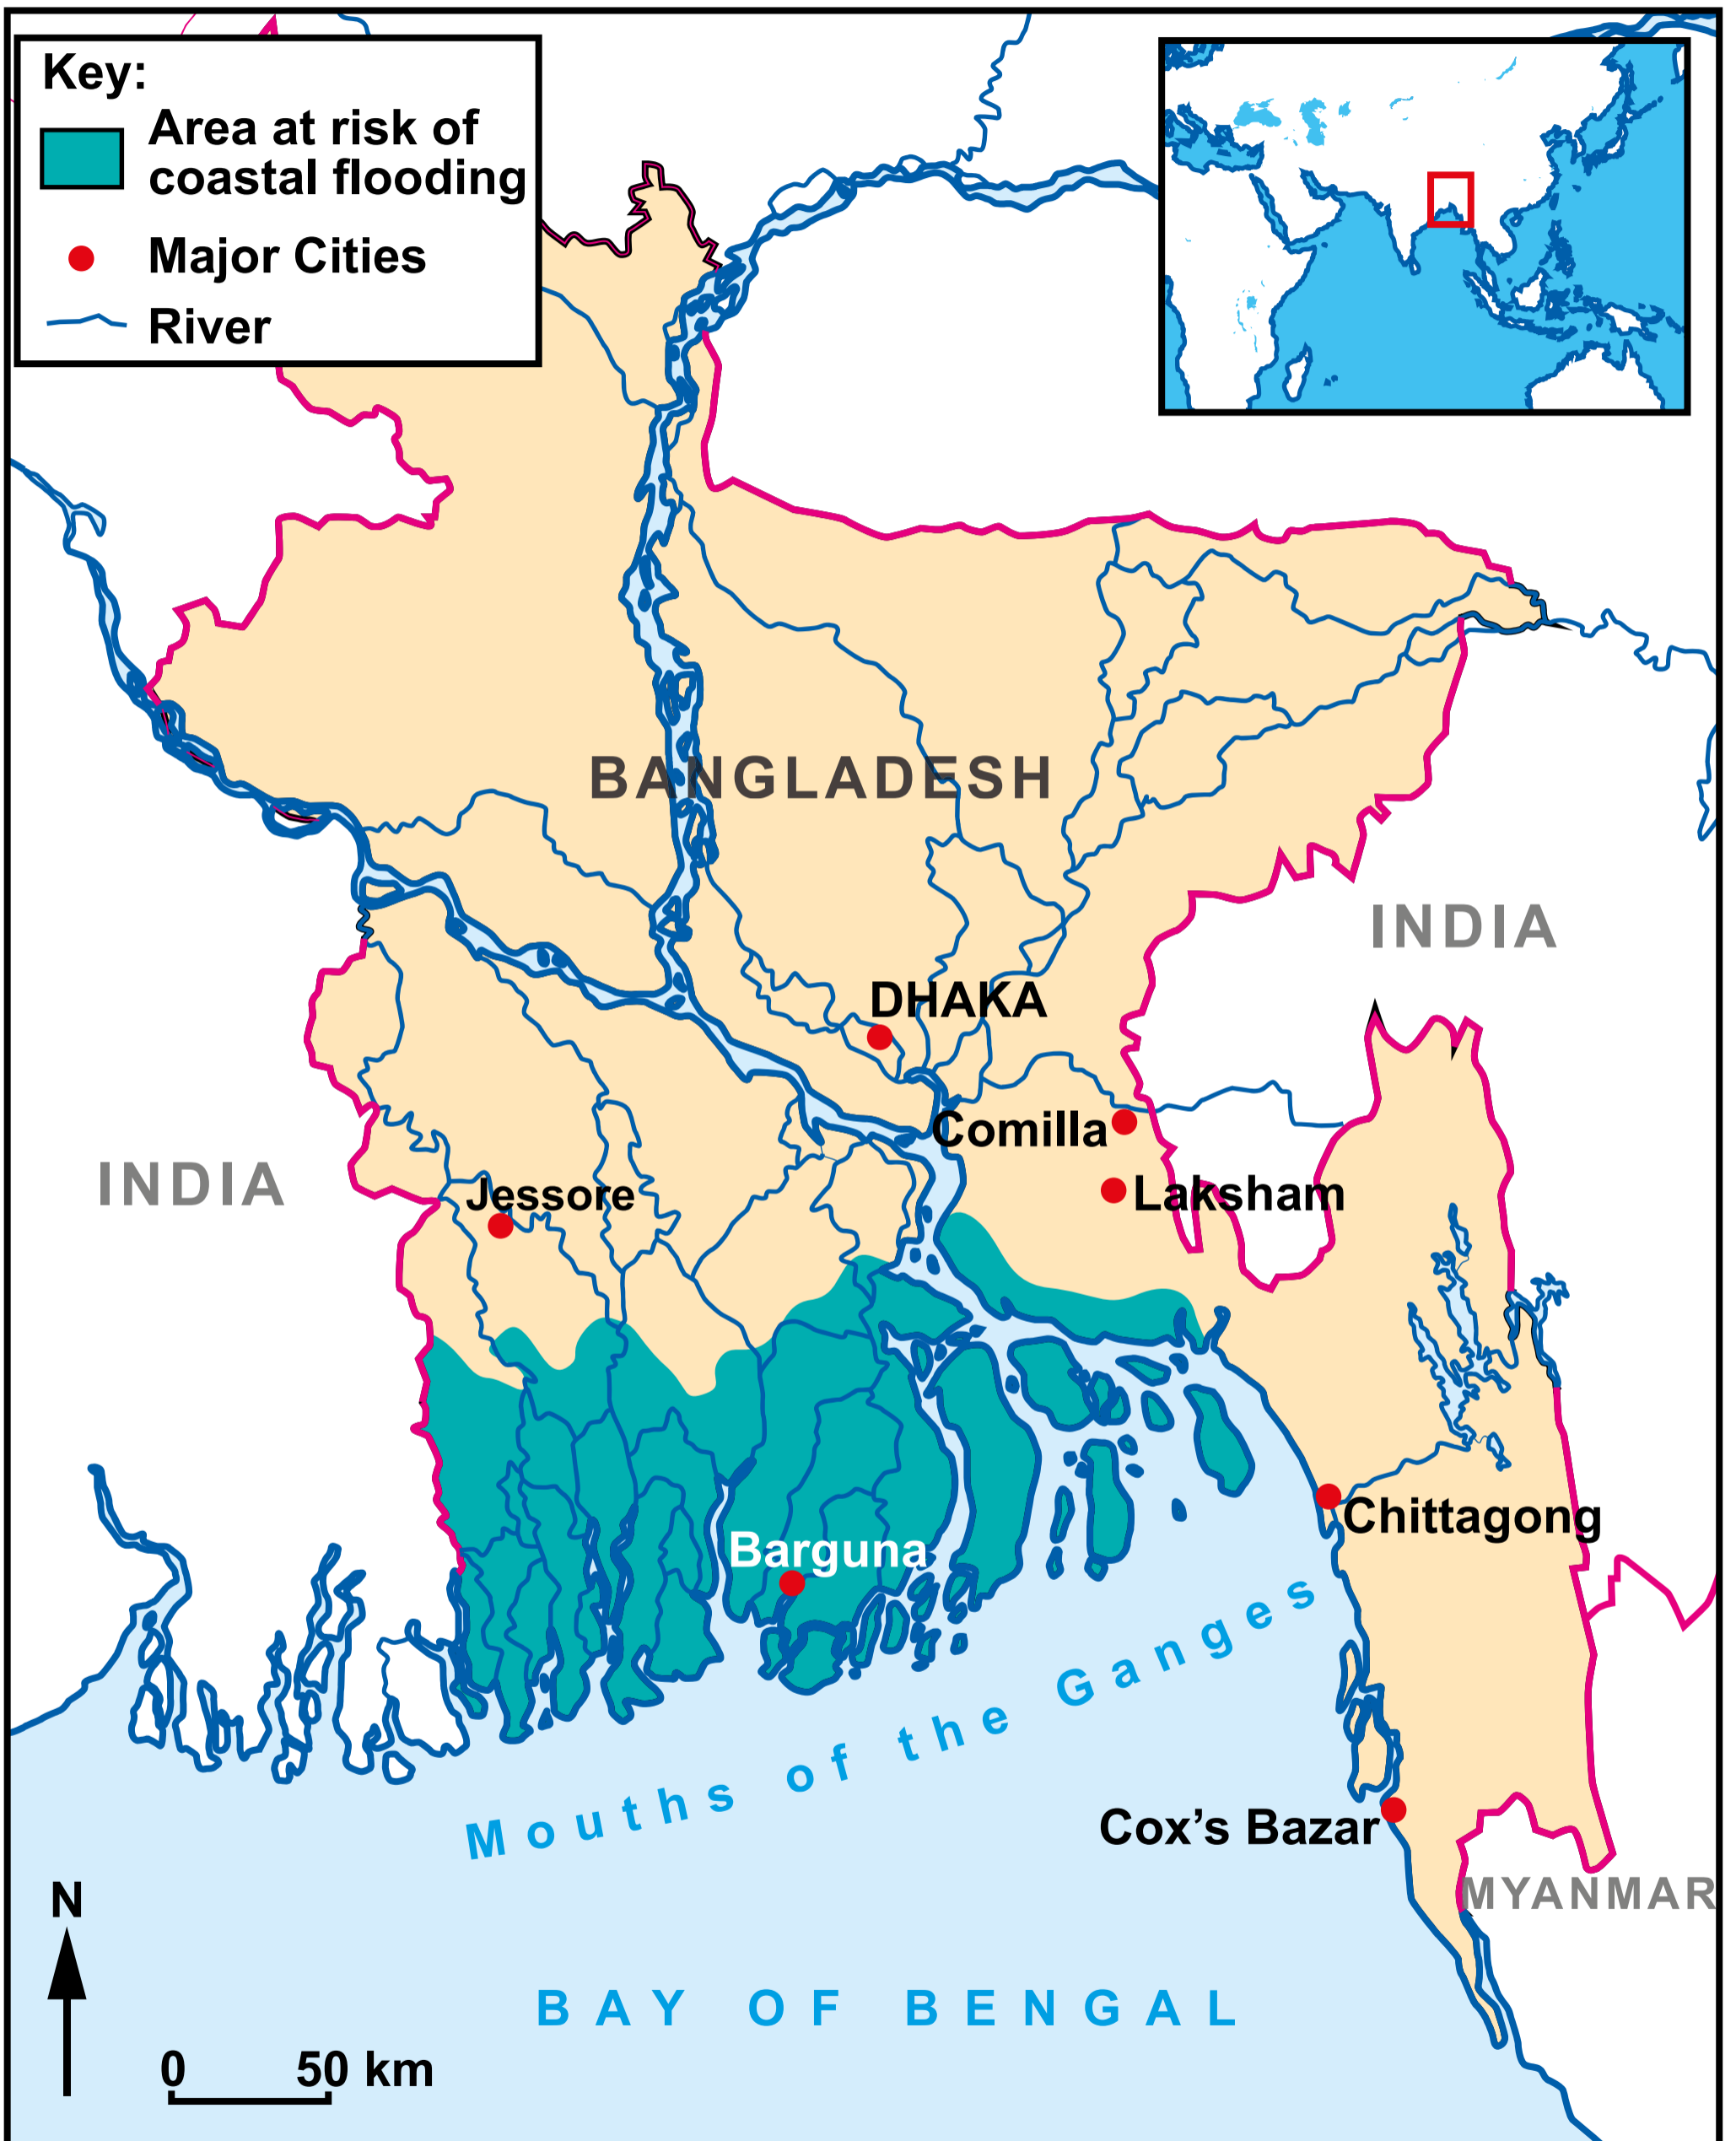 Key:
Area at risk of
coastal flooding
Major Cities
River
BANGLADESH
INDIA
DHAKA
Comilla
INDIA
Jessore
Laksham
Chittagong
Barguna
Mouths of the Ganges
Cox’s Bazar
MYANMAR
N
BAY OF BENGAL
0 50 km